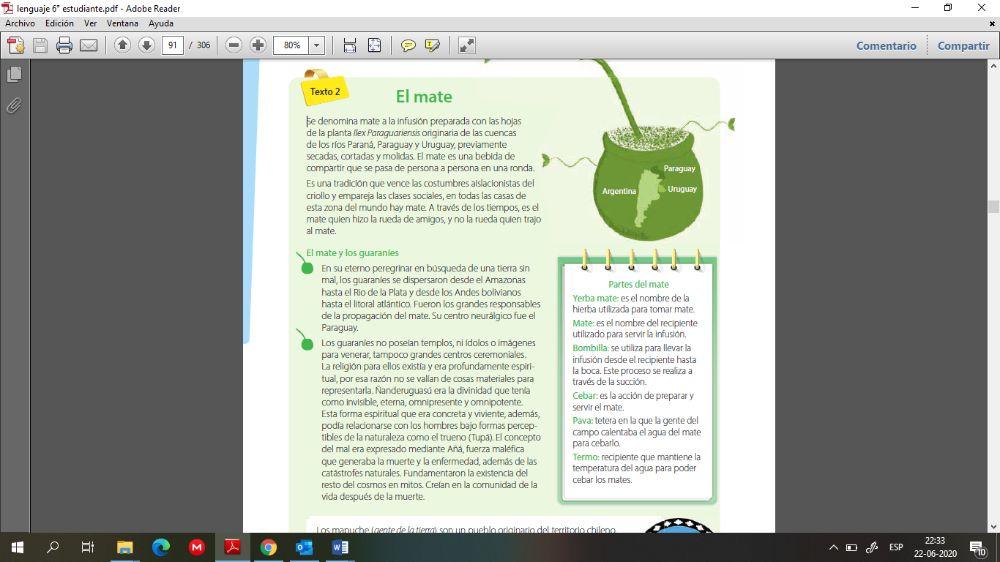 lenguaje 6° estudiante.pdf - Adobe Reader
Archivo Edición Ver Ventana Ayuda
91 / 306 80% Comentario Compartir
Texto 2
El mate
Se denomina mate a la infusión preparada con las hojas
de la planta Ilex Paraguariensis originaria de las cuencas
de los ríos Paraná, Paraguay y Uruguay, previamente
secadas, cortadas y molidas. El mate es una bebida de
compartir que se pasa de persona a persona en una ronda.
Es una tradición que vence las costumbres aislacionistas del
criollo y empareja las clases sociales, en todas las casas de
esta zona del mundo hay mate. A través de los tiempos, es el
mate quien hizo la rueda de amigos, y no la rueda quien trajo
al mate.
Paraguay
Argentina
Uruguay
El mate y los guaraníes
En su eterno peregrinar en búsqueda de una tierra sin
mal, los guaraníes se dispersaron desde el Amazonas
hasta el Rio de la Plata y desde los Andes bolivianos
hasta el litoral atlántico. Fueron los grandes responsables
de la propagación del mate. Su centro neurálgico fue el
Paraguay.
Los guaraníes no poseían templos, ni ídolos o imágenes
para venerar, tampoco grandes centros ceremoniales.
La religión para ellos existía y era profundamente espiri-
tual, por esa razón no se valían de cosas materiales para
representarla. Ñanderuguasú era la divinidad que tenía
como invisible, eterna, omnipresente y omnipotente.
Esta forma espiritual que era concreta y viviente, además,
podía relacionarse con los hombres bajo formas percep-
tibles de la naturaleza como el trueno (Tupá). El concepto
del mal era expresado mediante Añá, fuerza maléfica
que generaba la muerte y la enfermedad, además de las
catástrofes naturales. Fundamentaron la existencia del
resto del cosmos en mitos. Creían en la comunidad de la
vida después de la muerte.
Partes del mate
Yerba mate: es el nombre de la
hierba utilizada para tomar mate.
Mate: es el nombre del recipiente
utilizado para servir la infusión.
Bombilla: se utiliza para llevar la
infusión desde el recipiente hasta
la boca. Este proceso se realiza a
través de la succión.
Cebar: es la acción de preparar y
servir el mate.
Pava: tetera en la que la gente del
campo calentaba el agua del mate
para cebarlo.
Termo: recipiente que mantiene la
temperatura del agua para poder
cebar los mates.
Los mapuche (gente de la tierra) son un pueblo originario del territorio chileno
ESP
22:33
22-06-2020
10